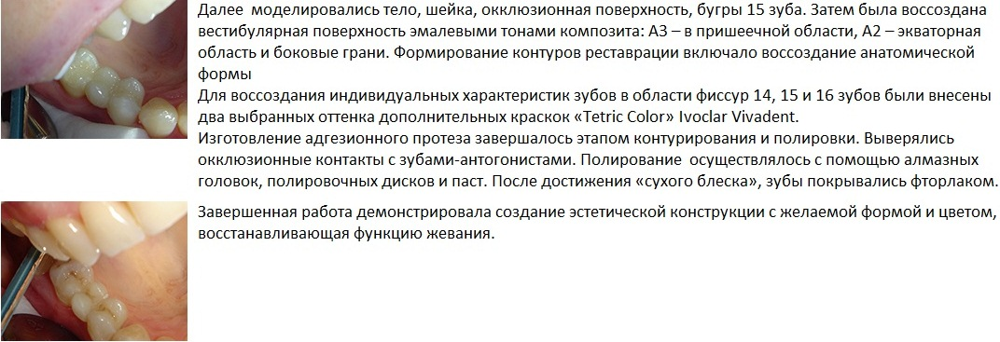 Далее  моделировались тело, шейка, окклюзионная поверхность, бугры 15 зуба. Затем была воссоздана
вестибулярная поверхность эмалевыми тонами композита: А3 – в пришеечной области, А2 – экваторная
область и боковые грани. Формирование контуров реставрации включало воссоздание анатомической
формы
Для воссоздания индивидуальных характеристик зубов в области фиссур 14, 15 и 16 зубов были внесены
два выбранных оттенка дополнительных краскок «Tetric Color» Ivoclar Vivadent.
Изготовление адгезионного протеза завершалось этапом контурирования и полировки. Выверялись
окклюзионные контакты с зубами-антогонистами. Полирование  осуществлялось с помощью алмазных
головок, полировочных дисков и паст. После достижения «сухого блеска», зубы покрывались фторлаком.
Завершенная работа демонстрировала создание эстетической конструкции с желаемой формой и цветом,
восстанавливающая функцию жевания.